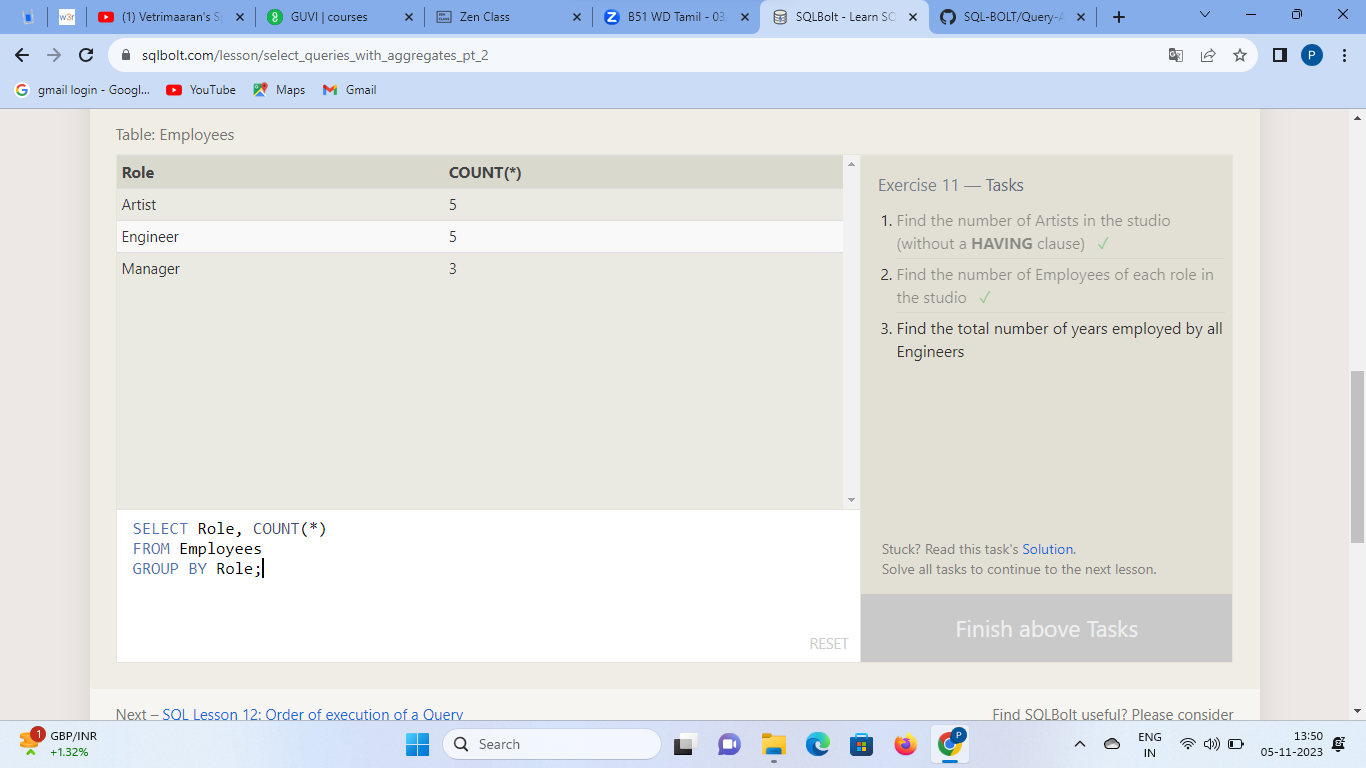 (1) Vetrimaaran's S
GUVI | courses
Zen Class
B51 WD Tamil - 03
SQLBolt - Learn SQ
SQL-BOLT/Query-A
w3r
sqlbolt.com/lesson/select_queries_with_aggregates_pt_2
P
gmail login - Googl...
YouTube
Maps
Gmail
Table: Employees
Role COUNT(*)
Artist 5
Engineer 5
Manager 3
Exercise 11 — Tasks
1. Find the number of Artists in the studio
(without a HAVING clause) ✓
2. Find the number of Employees of each role in
the studio ✓
3. Find the total number of years employed by all
Engineers
Stuck? Read this task's Solution.
Solve all tasks to continue to the next lesson.
Finish above Tasks
SELECT Role, COUNT(*)
FROM Employees
GROUP BY Role;
RESET
Next – SQL Lesson 12: Order of execution of a Query
Find SQLBolt useful? Please consider
1
GBP/INR
+1.32%
Search
P
ENG
IN
13:50
05-11-2023